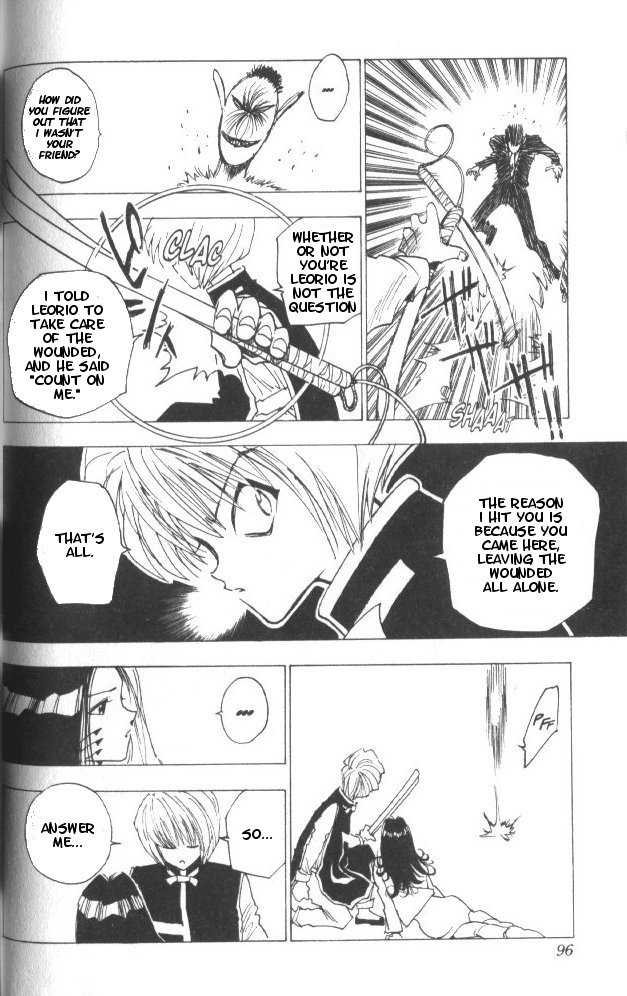 SHAAAT
...
HOW DID
YOU FIGURE
OUT THAT
I WASN'T
YOUR
FRIEND?
WHETHER
OR NOT
YOU'RE
LEORIO IS
NOT THE
QUESTION
CLAC
I TOLD
LEORIO TO
TAKE CARE
OF THE
WOUNDED,
AND HE SAID
"COUNT ON
ME."
THE REASON
I HIT YOU IS
BECAUSE YOU
CAME HERE,
LEAVING THE
WOUNDED
ALL ALONE.
THAT'S
ALL.
PFF
...
SO...
ANSWER
ME...
96